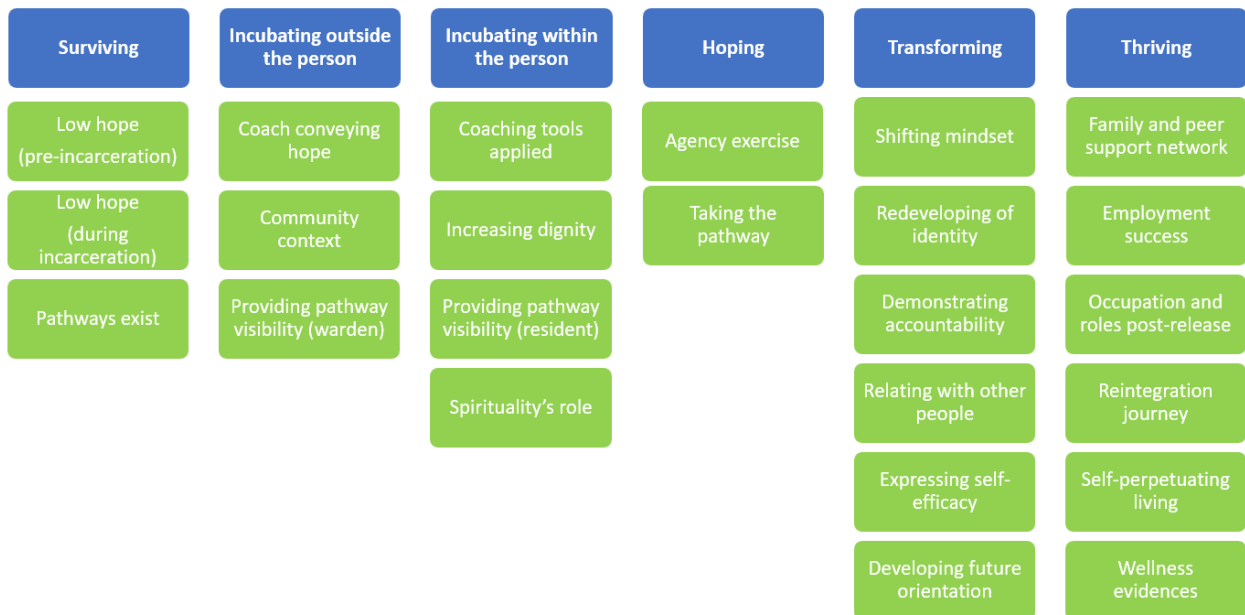 Surviving
Low hope
(pre-incarceration)
Low hope
(during
incarceration)
Pathways exist
Incubating outside
the person
Coach conveying
hope
Community
context
Providing pathway
visibility (warden)
Incubating within
the person
Coaching tools
applied
Increasing dignity
Providing pathway
visibility (resident)
Spirituality's role
Hoping
Agency exercise
Taking the
pathway
Transforming
Shifting mindset
Redeveloping of
identity
Demonstrating
accountability
Relating with other
people
Expressing self-
efficacy
Developing future
orientation
Thriving
Family and peer
support network
Employment
success
Occupation and
roles post-release
Reintegration
journey
Self-perpetuating
living
Wellness
evidences